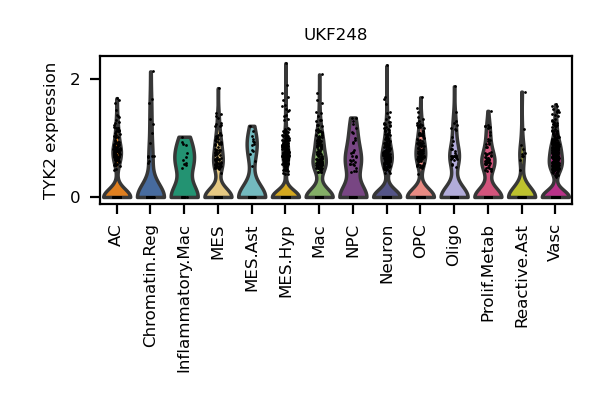 UKF248
TYK2 expression
2
0
AC
Chromatin.Reg
Inflammatory.Mac
MES
MES.Ast
MES.Hyp
Mac
NPC
Neuron
OPC
Oligo
Prolif.Metab
Reactive.Ast
Vasc